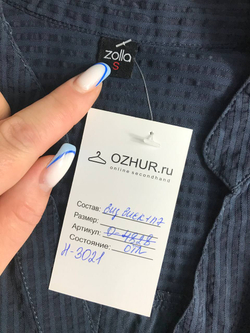 zolla
S
OZHUR.ru
online secondhand
Состав:
Размер:
Артикул:
Состояние: б/п
Н-3021